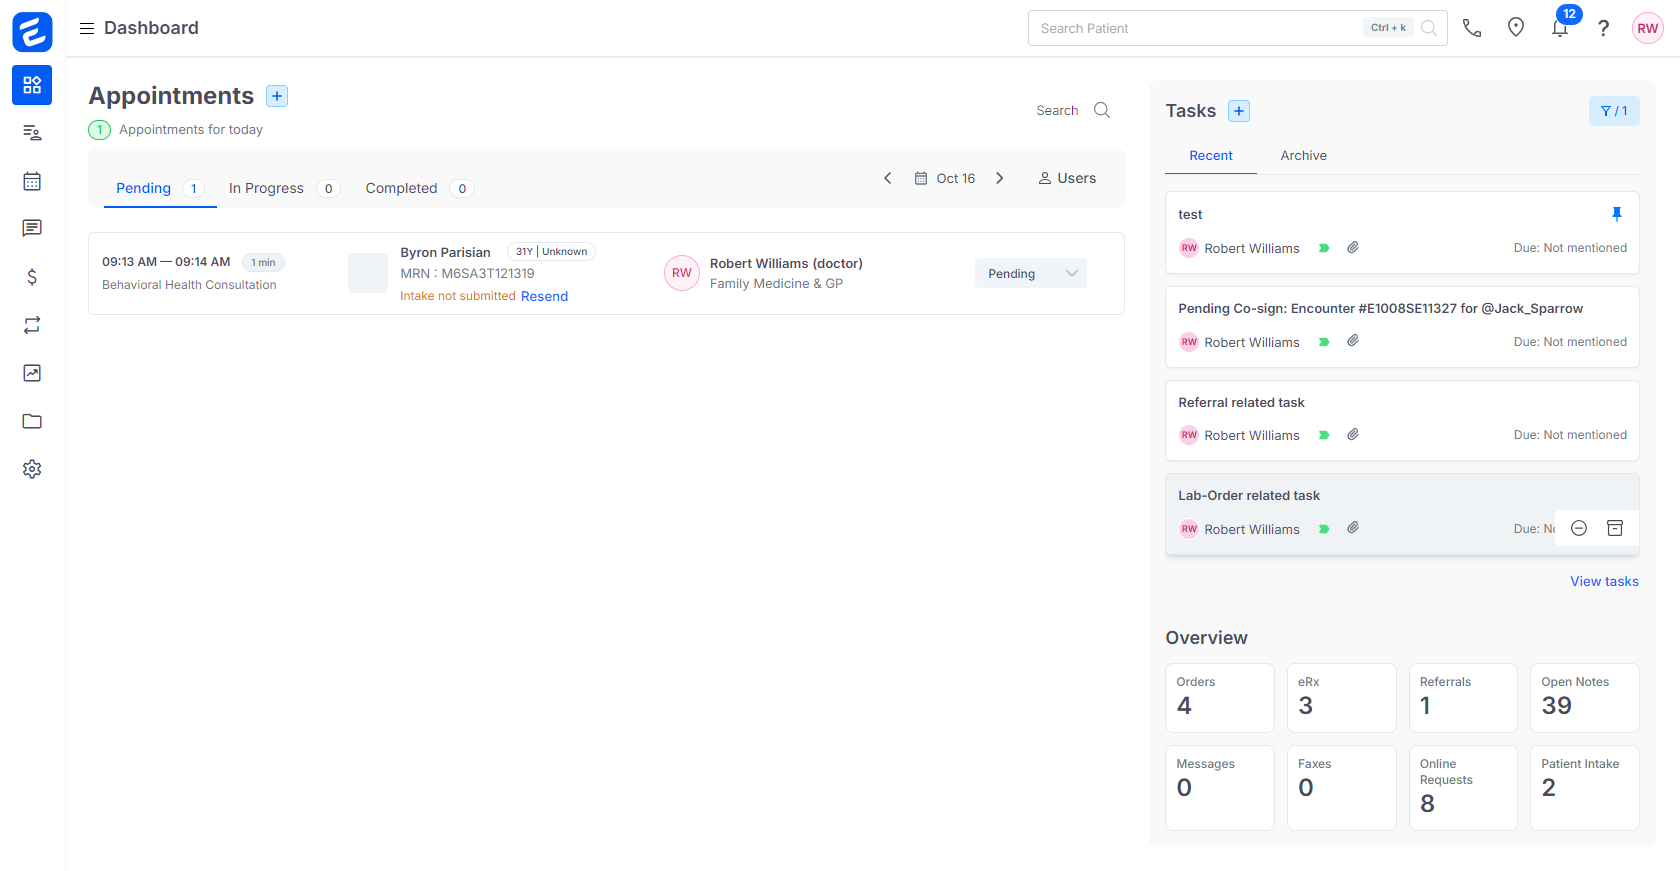 Dashboard
Search Patient
Ctrl + k
12
RW
Appointments
1 Appointments for today
Search
Pending 1
In Progress 0
Completed 0
Oct 16
Users
09:13 AM — 09:14 AM 1 min
Behavioral Health Consultation
Byron Parisian 31Y | Unknown
MRN : M6SA3T121319
Intake not submitted Resend
RW
Robert Williams (doctor)
Family Medicine & GP
Pending
Tasks
/ 1
Recent
Archive
test
RW Robert Williams
Due: Not mentioned
Pending Co-sign: Encounter #E1008SE11327 for @Jack_Sparrow
RW Robert Williams
Due: Not mentioned
Referral related task
RW Robert Williams
Due: Not mentioned
Lab-Order related task
RW Robert Williams
Due:
View tasks
Overview
Orders
4
eRx
3
Referrals
1
Open Notes
39
Messages
0
Faxes
0
Online
Requests
8
Patient Intake
2